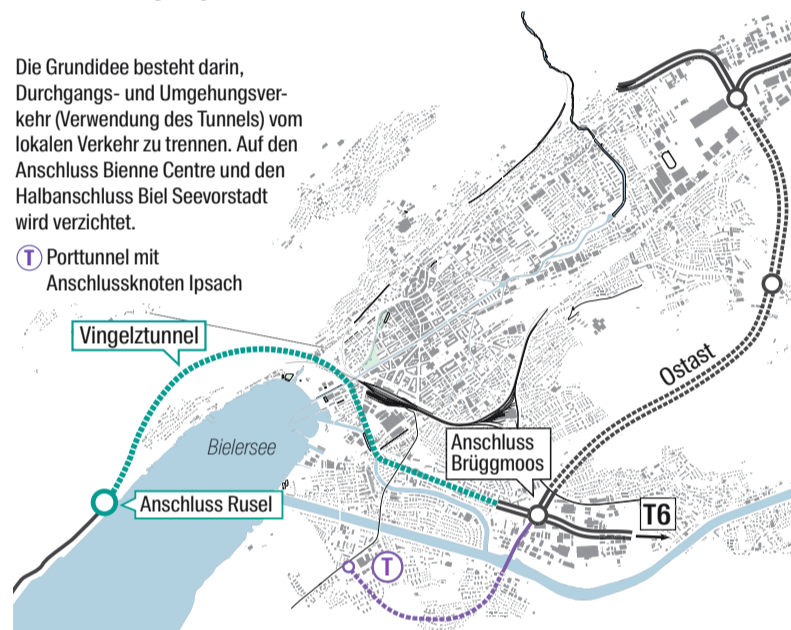 Die Grundidee besteht darin,
Durchgangs- und Umgehungsver-
kehr (Verwendung des Tunnels) vom
lokalen Verkehr zu trennen. Auf den
Anschluss Bienne Centre und den
Halbanschluss Biel Seevorstadt
wird verzichtet.
T Porttunnel mit
Anschlussknoten Ipsach
Vingelztunnel
Ostast
Bielersee
Anschluss
Brüggmoos
Anschluss Rusel
T6
T